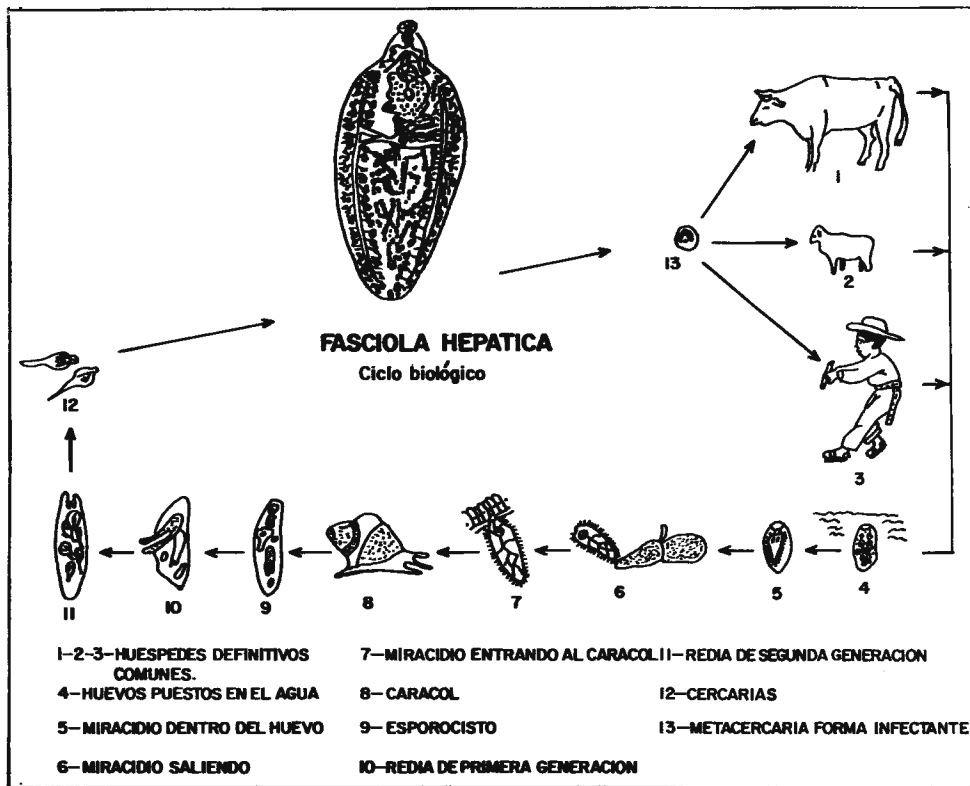 1
13
2
FASCIOLA HEPATICA
Ciclo biológico
12
3
11
10
9
8
7
6
5
4
1-2-3-HUESPEDES DEFINITIVOS
COMUNES.
4-HUEVOS PUESTOS EN EL AGUA
5-MIRACIDIO DENTRO DEL HUEVO
6-MIRACIDIO SALIENDO
7-MIRACIDIO ENTRANDO AL CARACOL
8-CARACOL
9-ESPOROCISTO
10-REDIA DE PRIMERA GENERACION
11-REDIA DE SEGUNDA GENERACION
12-CERCARIAS
13-METACERCARIA FORMA INFECTANTE